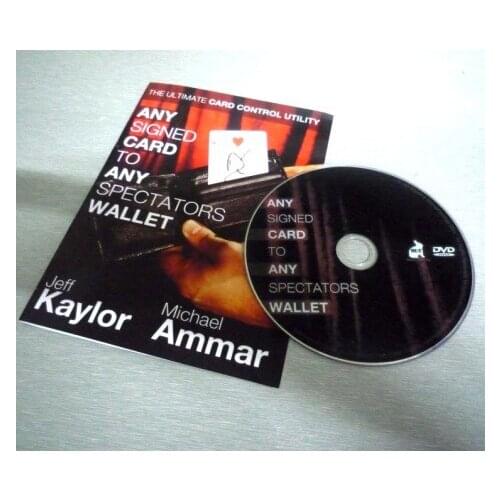 THE ULTIMATE CARD CONTROL UTILITY
ANY
SIGNED
CARD
TO
ANY
SPECTATORS
WALLET
Jeff
Kaylor
Michael
Ammar
ANY
SIGNED
CARD
TO
ANY
SPECTATORS
WALLET
DVD